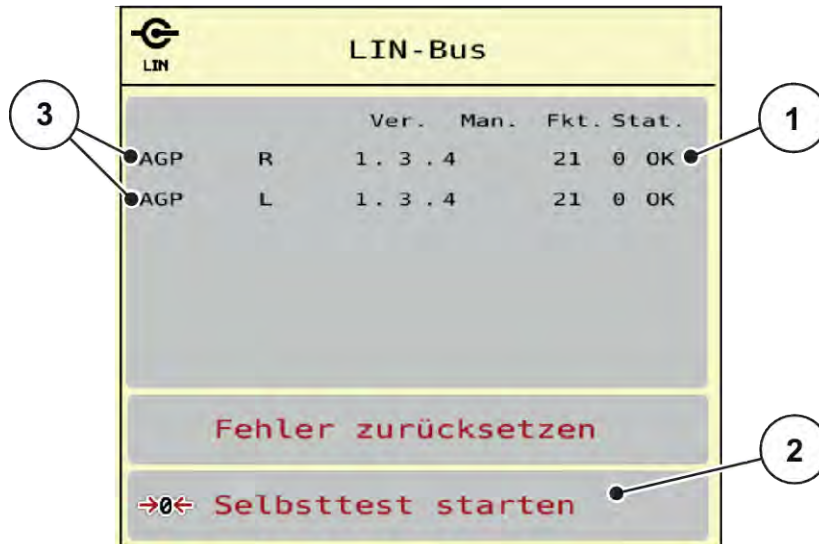 LIN
LIN-Bus
Ver. Man. Fkt. Stat.
AGP R 1.3.4 21 0 OK
AGP L 1.3.4 21 0 OK
Fehler zurücksetzen
→0← Selbsttest starten
3
1
2